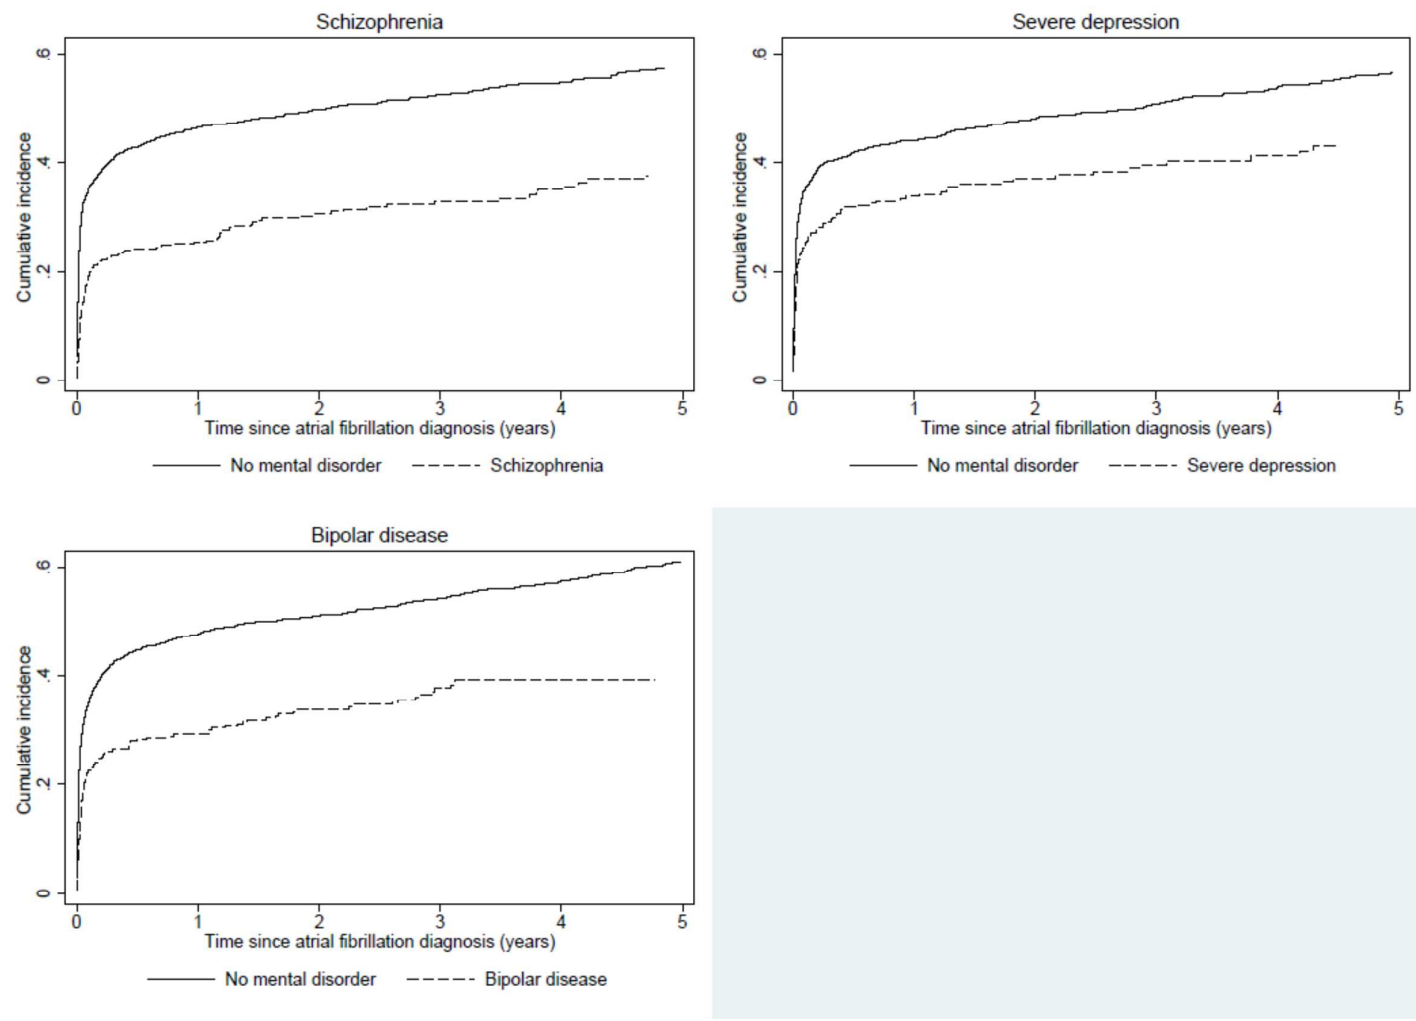 Schizophrenia
Cumulative incidence
.6
.4
.2
0
0 1 2 3 4 5
Time since atrial fibrillation diagnosis (years)
No mental disorder Schizophrenia
Severe depression
Cumulative incidence
.6
.4
.2
0
0 1 2 3 4 5
Time since atrial fibrillation diagnosis (years)
No mental disorder Severe depression
Bipolar disease
Cumulative incidence
.6
.4
.2
0
0 1 2 3 4 5
Time since atrial fibrillation diagnosis (years)
No mental disorder Bipolar disease